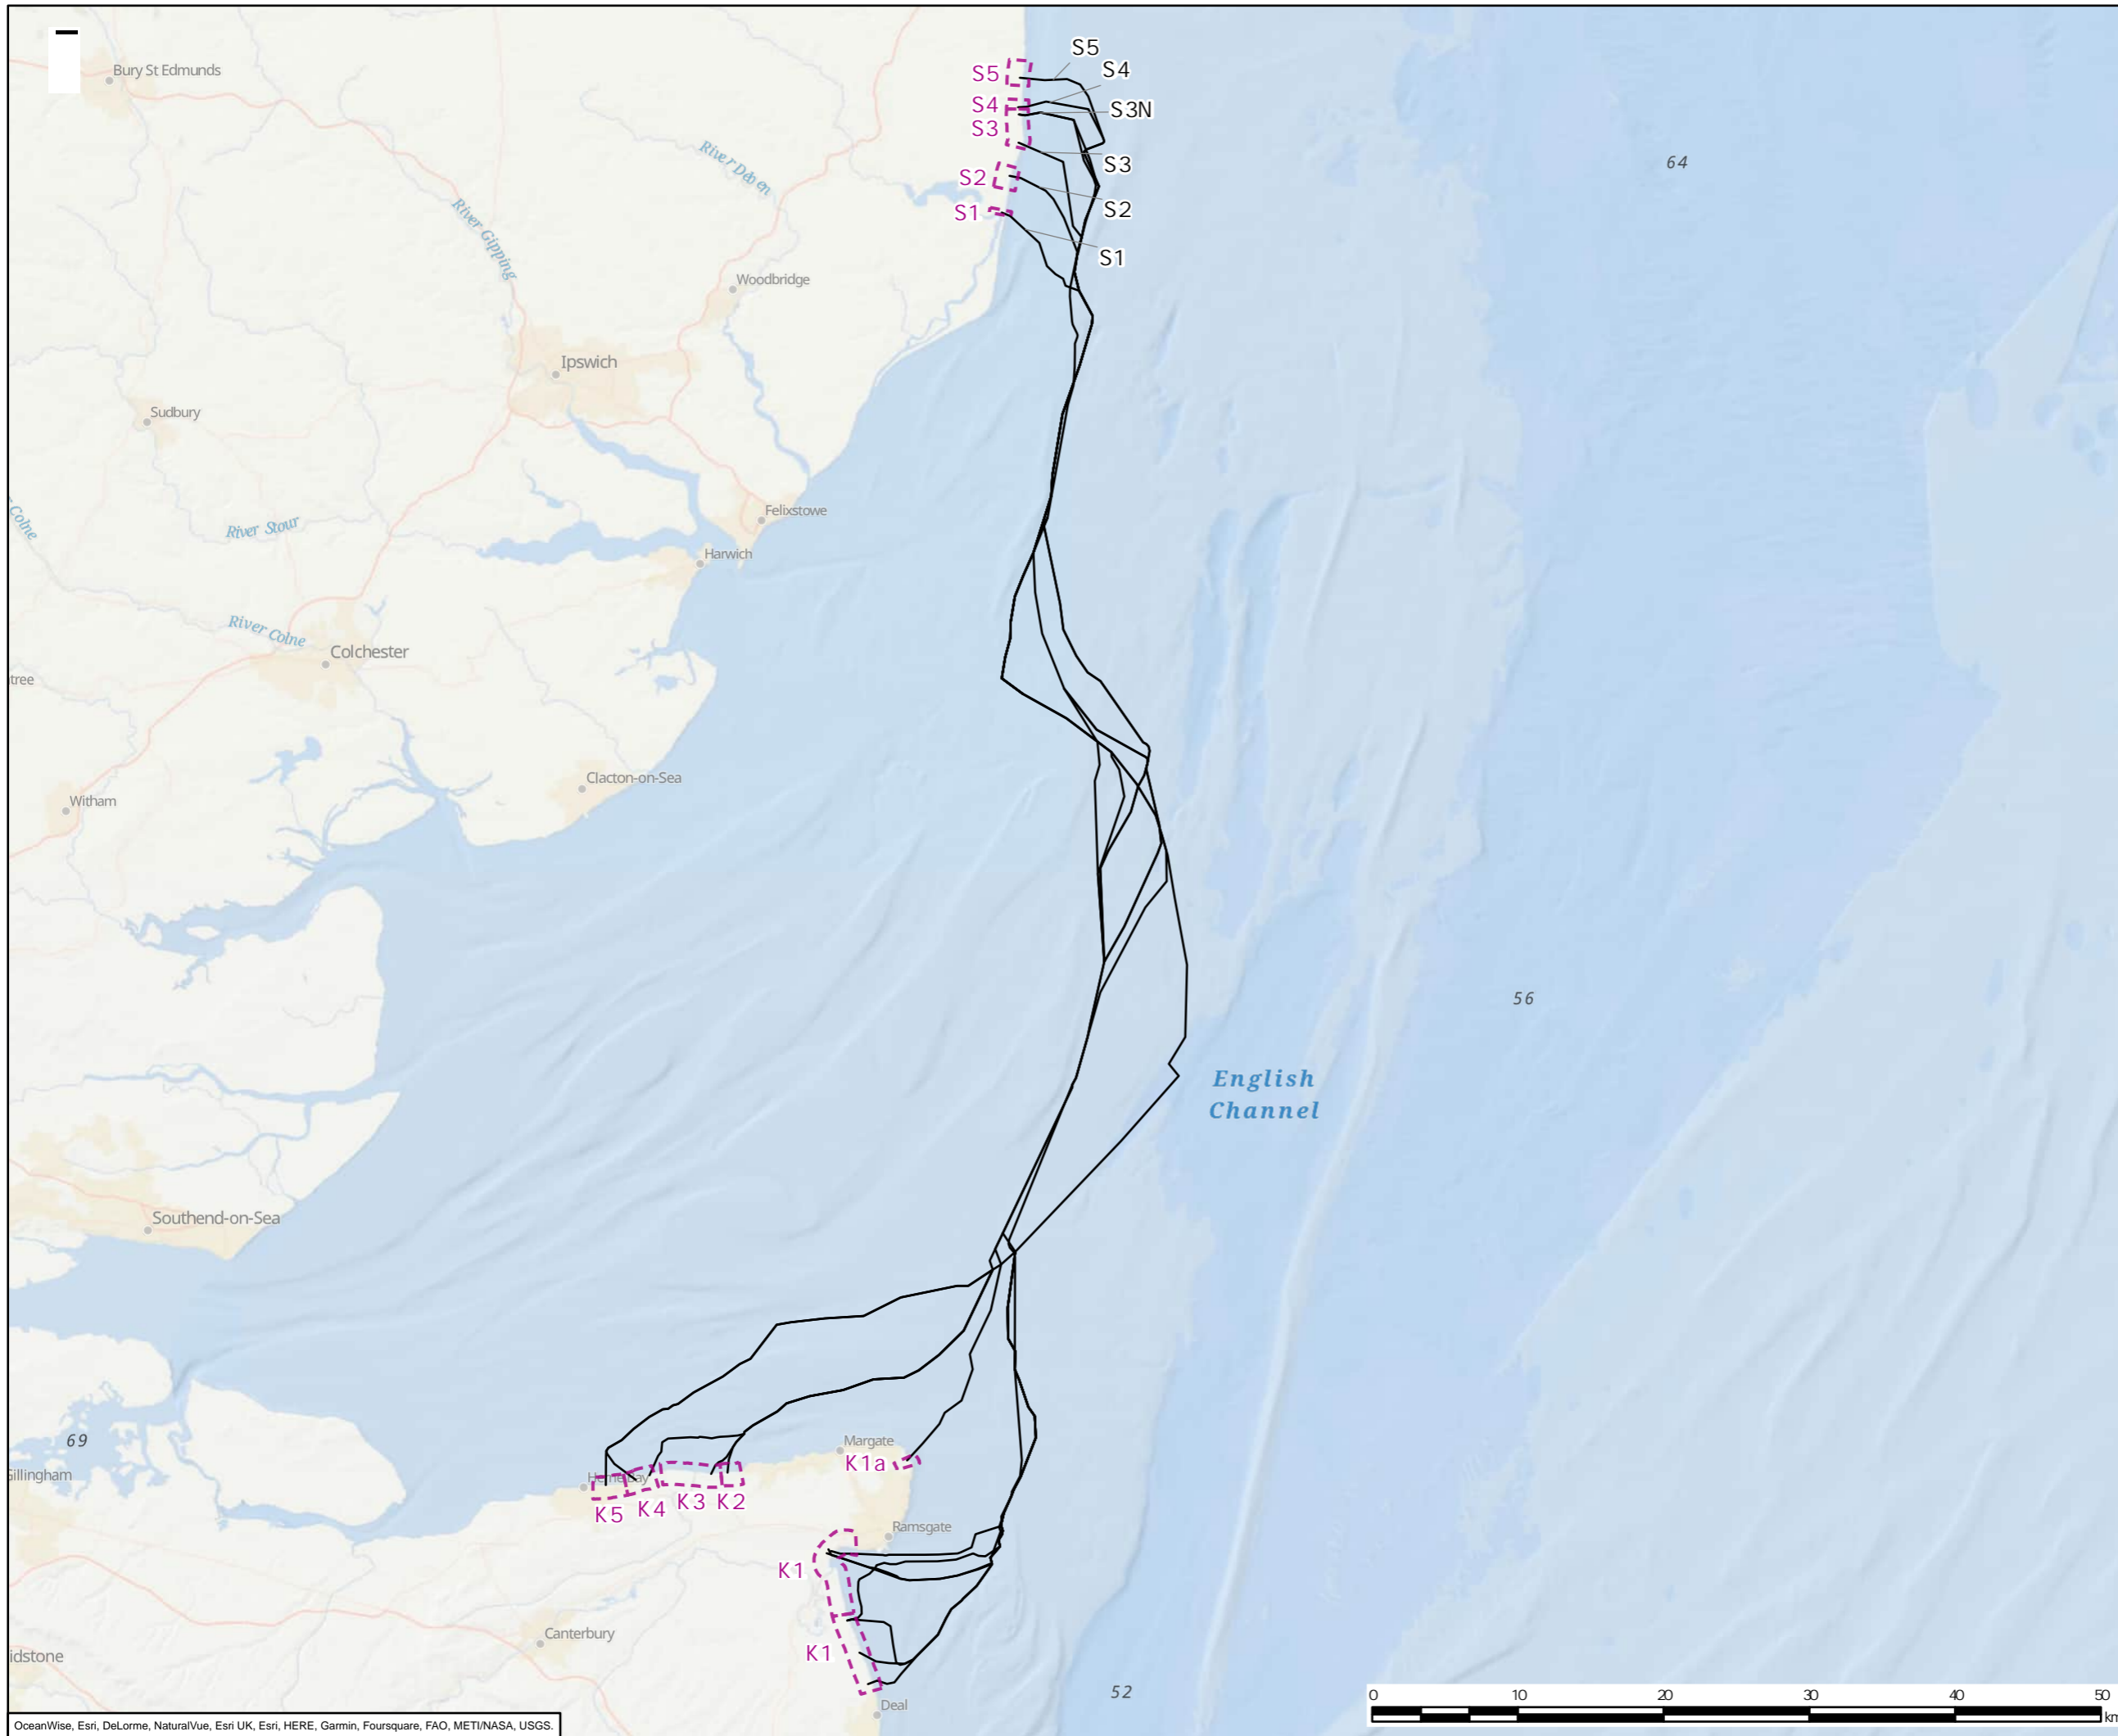 S5
Bury St Edmunds
S5
S4
S4
S3N
S3
River Deben
S3
64
S2
S2
River Gipping
S1
S1
Woodbridge
Ipswich
Sudbury
Felixstowe
Colne
River Stour
Harwich
River Colne
Colchester
tree
Clacton-on-Sea
Witham
56
English
Channel
Southend-on-Sea
69
Margate
Gillingham
K1a
Herne Bay
K5
K4
K3
K2
Ramsgate
K1
Canterbury
K1
idstone
52
Deal
0 10 20 30 40 50
km
OceanWise, Esri, DeLorme, NaturalVue, Esri UK, Esri, HERE, Garmin, Foursquare, FAO, METI/NASA, USGS.